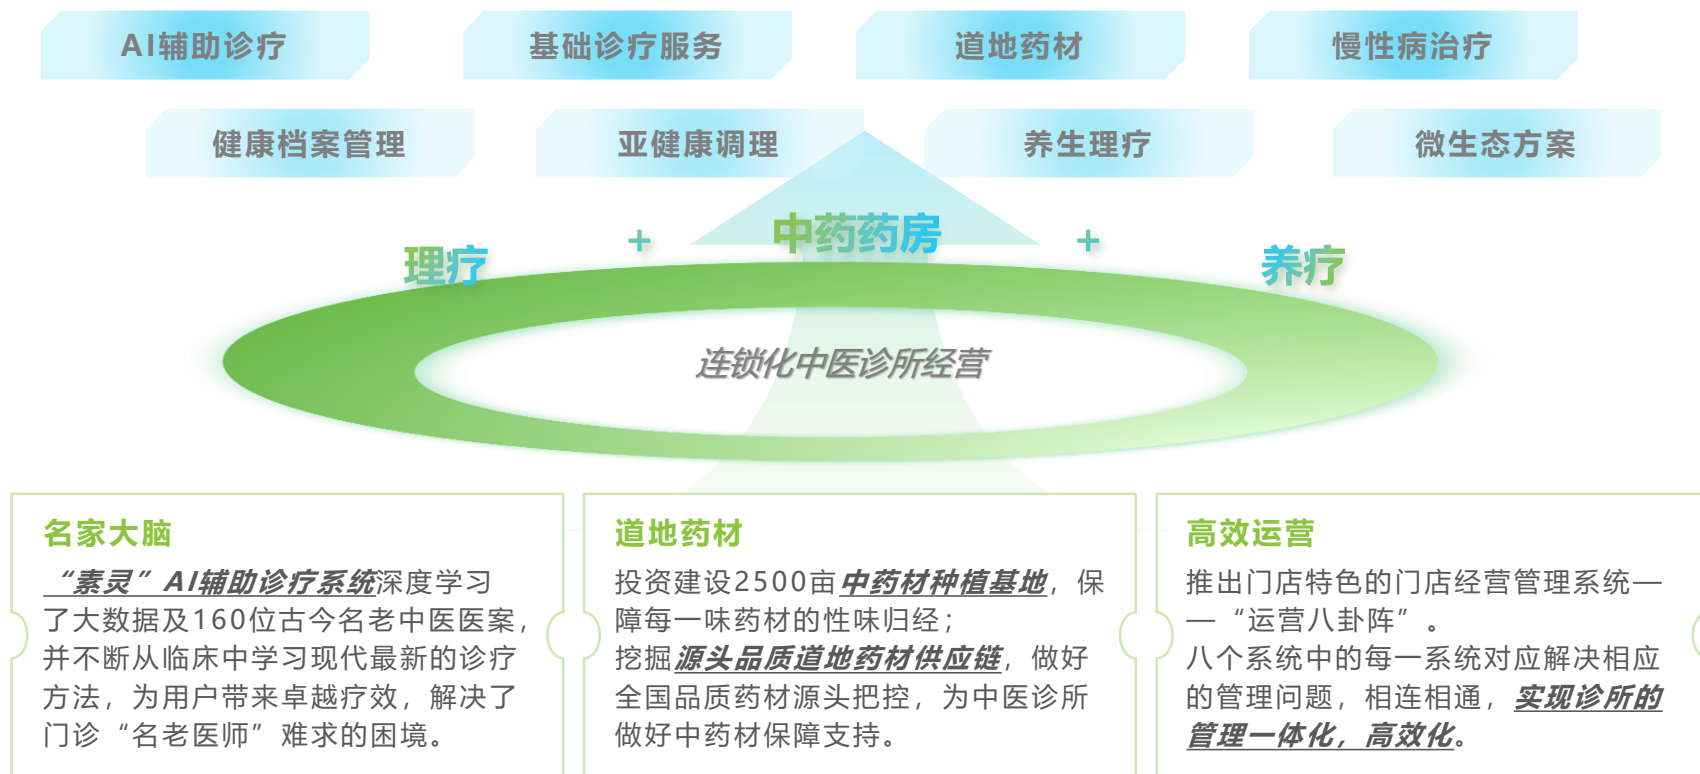 AI辅助诊疗
基础诊疗服务
道地药材
慢性病治疗
健康档案管理
亚健康调理
养生理疗
微生态方案
理疗
+
中药药房
+
养疗
连锁化中医诊所经营
名家大脑
“素灵”AI辅助诊疗系统深度学习
了大数据及160位古今名老中医医案，
并不断从临床中学习现代最新的诊疗
方法，为用户带来卓越疗效，解决了
门诊“名老医师”难求的困境。
道地药材
投资建设2500亩中药材种植基地，保
障每一味药材的性味归经；
挖掘源头品质道地药材供应链，做好
全国品质药材源头把控，为中医诊所
做好中药材保障支持。
高效运营
推出门店特色的门店经营管理系统—
—“运营八卦阵”。
八个系统中的每一系统对应解决相应
的管理问题，相连相通，实现诊所的
管理一体化，高效化。